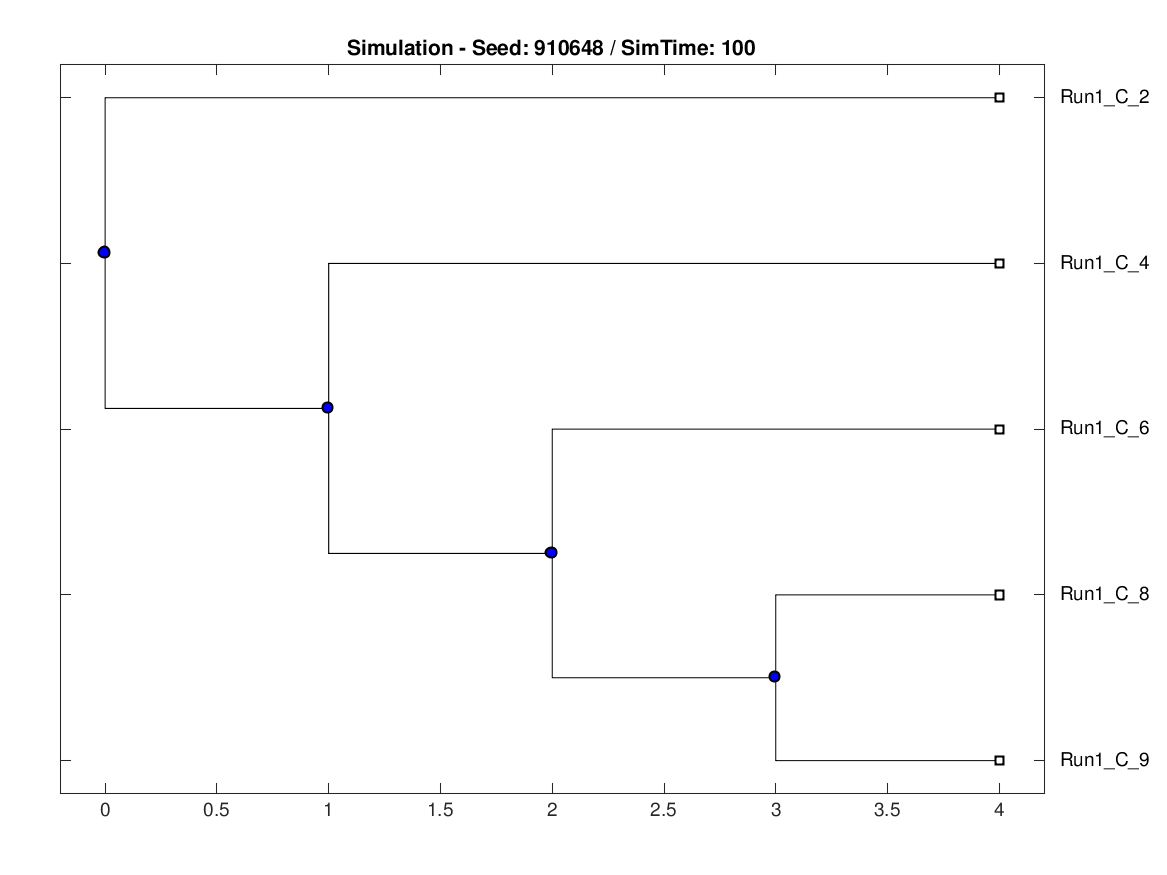 Simulation - Seed: 910648 / SimTime: 100
Run1_C_2
Run1_C_4
Run1_C_6
Run1_C_8
Run1_C_9
0 0.5 1 1.5 2 2.5 3 3.5 4